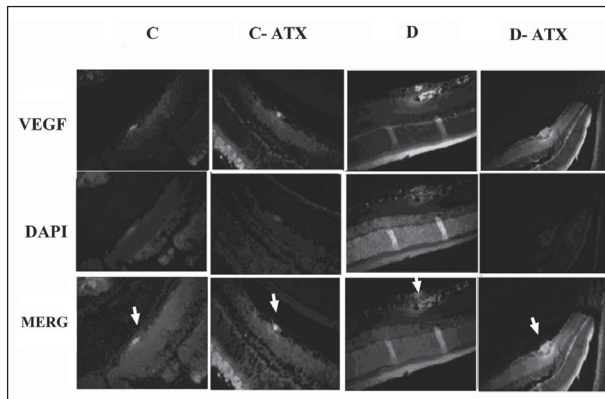 C C- ATX D D- ATX
VEGF
DAPI
MERG